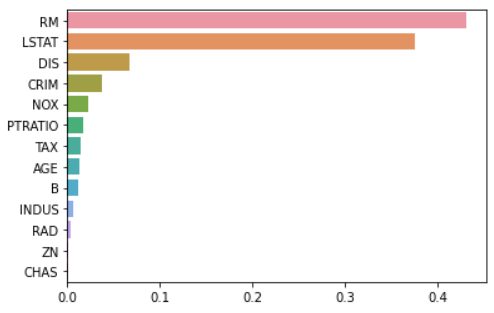 RM
LSTAT
DIS
CRIM
NOX
PTRATIO
TAX
AGE
B
INDUS
RAD
ZN
CHAS
0.0 0.1 0.2 0.3 0.4